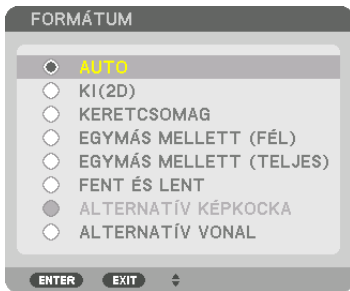 FORMÁTUM
AUTO
KI(2D)
KERETCSOMAG
EGYMÁS MELLETT (FÉL)
EGYMÁS MELLETT (TELJES)
FENT ÉS LENT
ALTERNATÍV KÉPKOCKA
ALTERNATÍV VONAL
ENTER EXIT